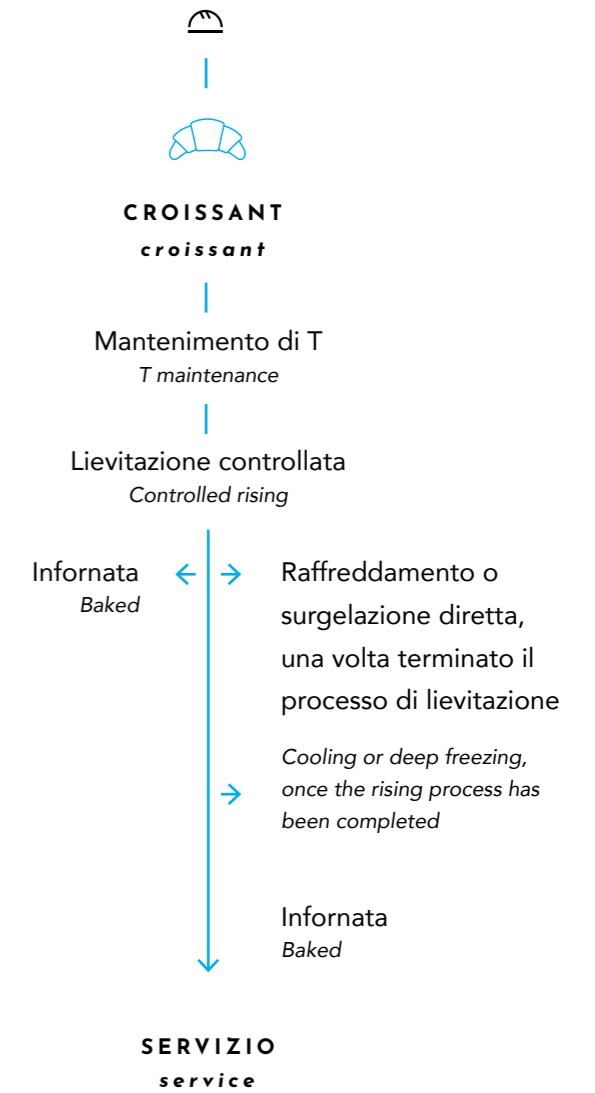 CROISSANT
croissant
Mantenimento di T
T maintenance
Lievitazione controllata
Controlled rising
Infornata
Baked
Raffreddamento o
surgelazione diretta,
una volta terminato il
processo di lievitazione
Cooling or deep freezing,
once the rising process has
been completed
Infornata
Baked
SERVIZIO
service